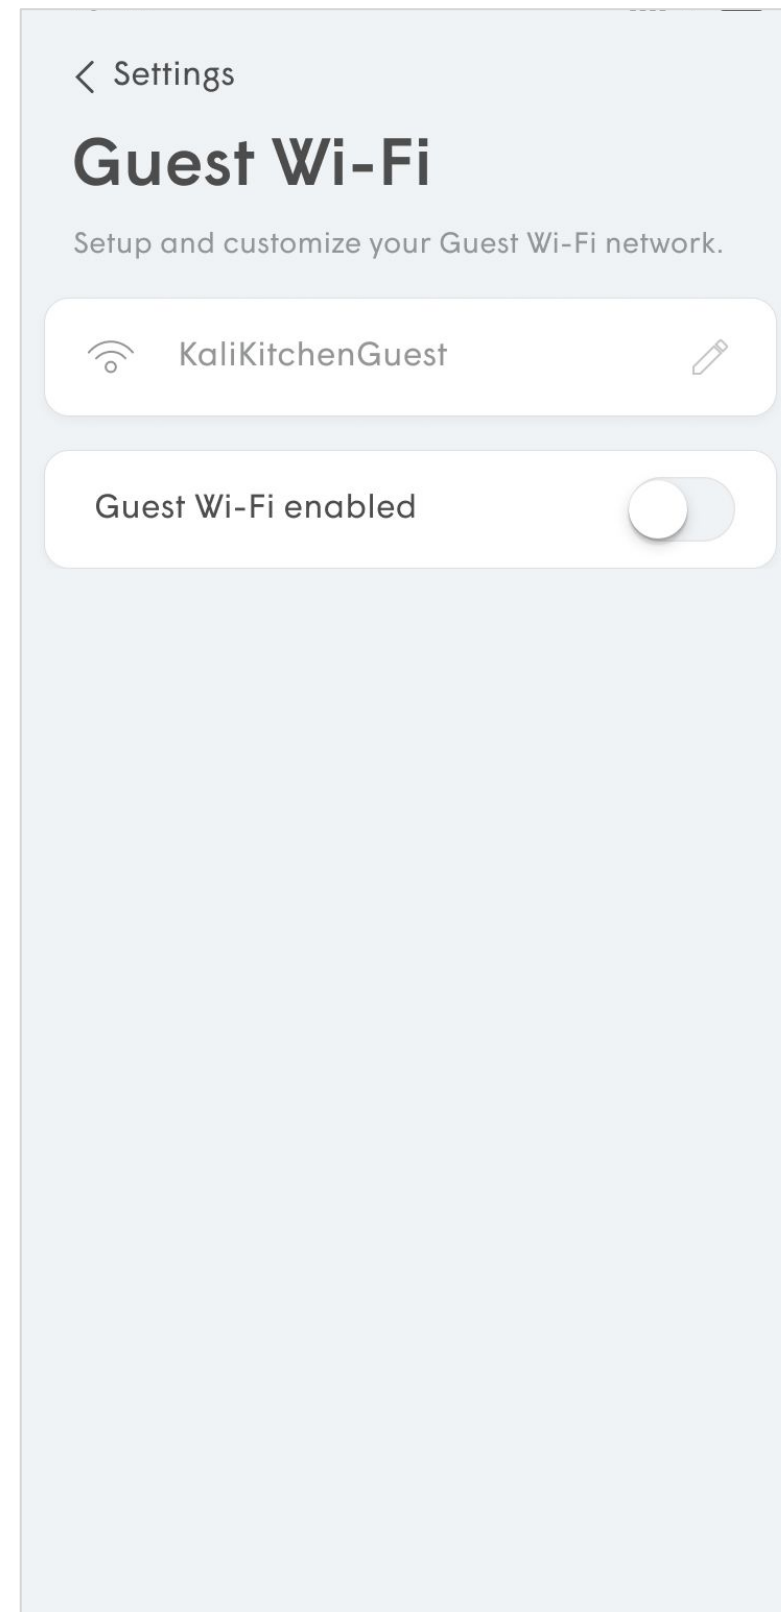 Settings
Guest Wi-Fi
Setup and customize your Guest Wi-Fi network.
KaliKitchenGuest
Guest Wi-Fi enabled